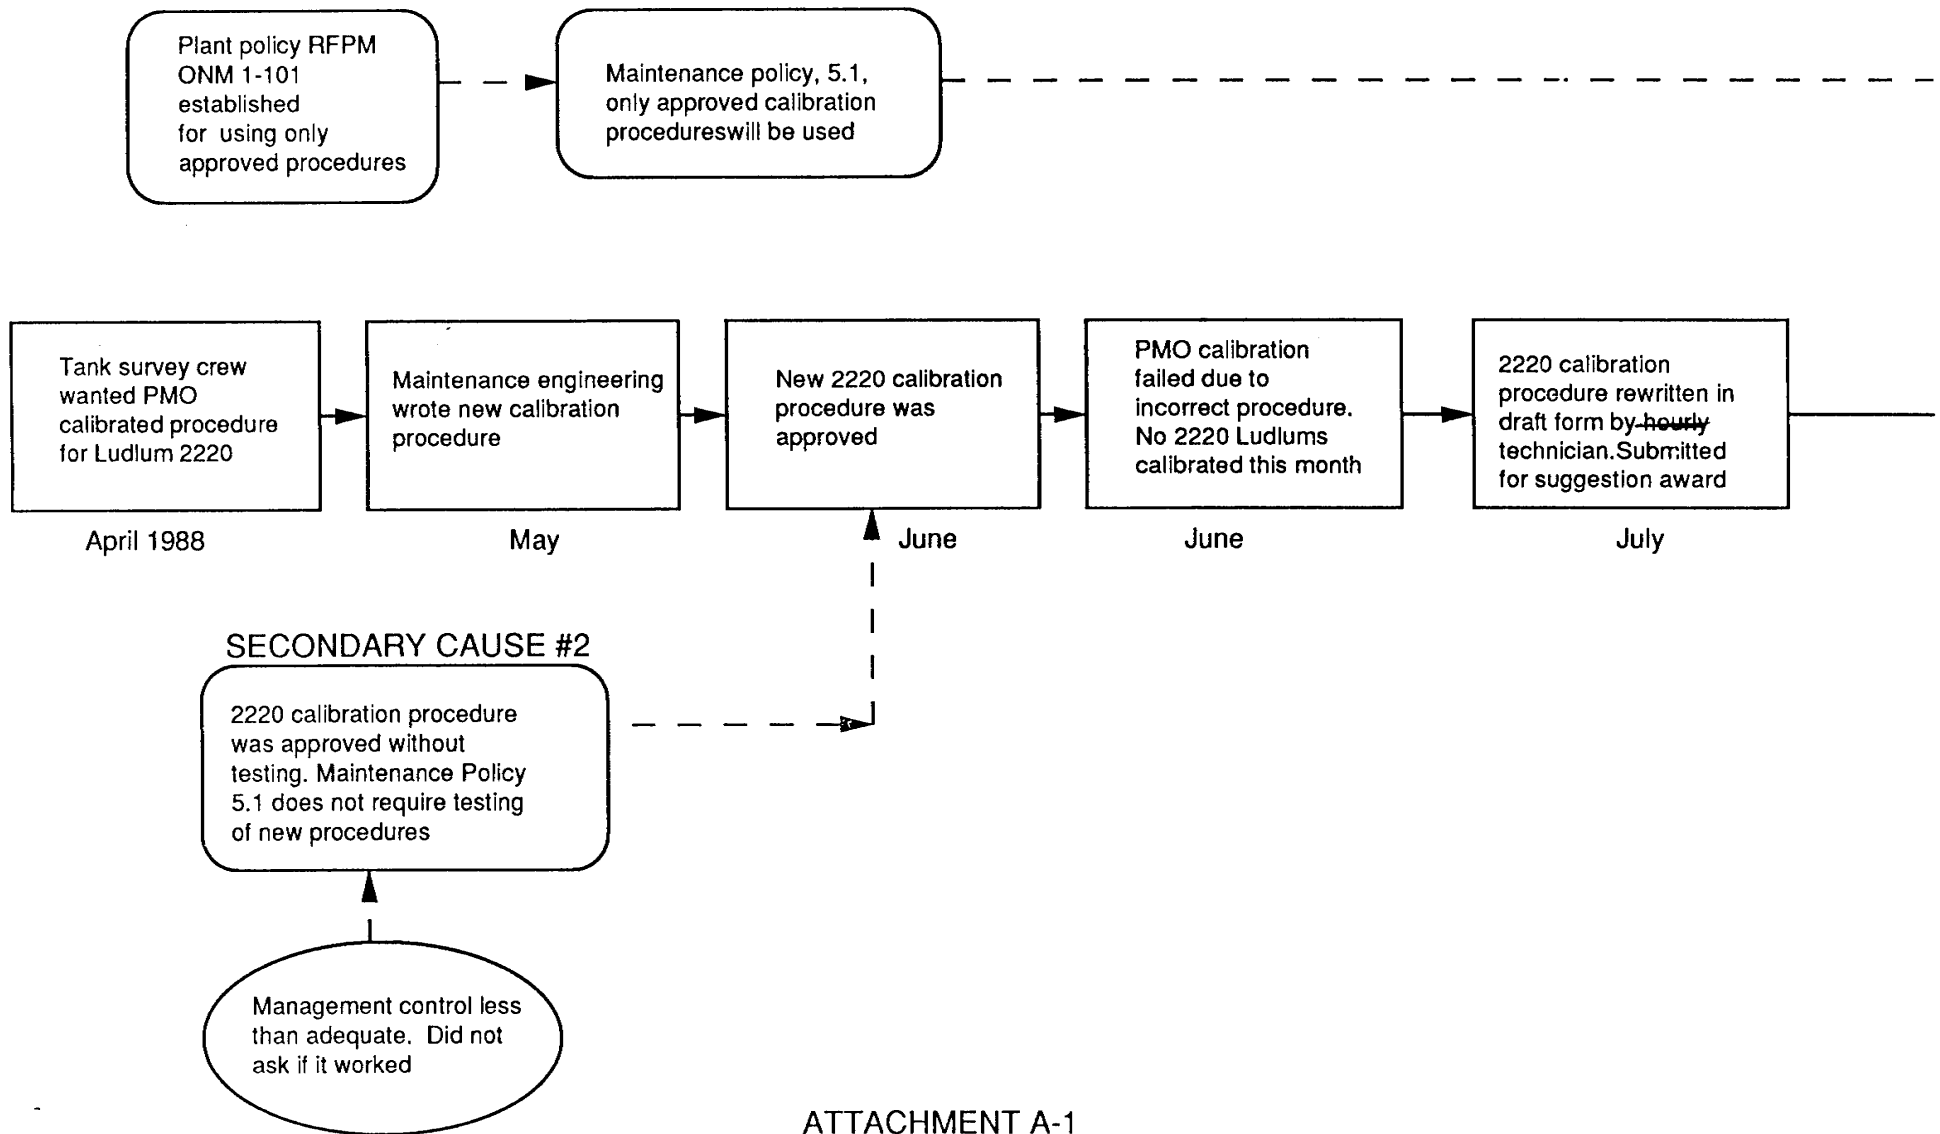 Plant policy RFPM
ONM 1-101
established
for using only
approved procedures
Maintenance policy, 5.1,
only approved calibration
procedureswill be used
Tank survey crew
wanted PMO
calibrated procedure
for Ludlum 2220
April 1988
Maintenance engineering
wrote new calibration
procedure
May
New 2220 calibration
procedure was
approved
June
PMO calibration
failed due to
incorrect procedure.
No 2220 Ludlums
calibrated this month
June
2220 calibration
procedure rewritten in
draft form by hourly
technician.Submitted
for suggestion award
July
SECONDARY CAUSE #2
2220 calibration procedure
was approved without
testing. Maintenance Policy
5.1 does not require testing
of new procedures
Management control less
than adequate. Did not
ask if it worked
ATTACHMENT A-1